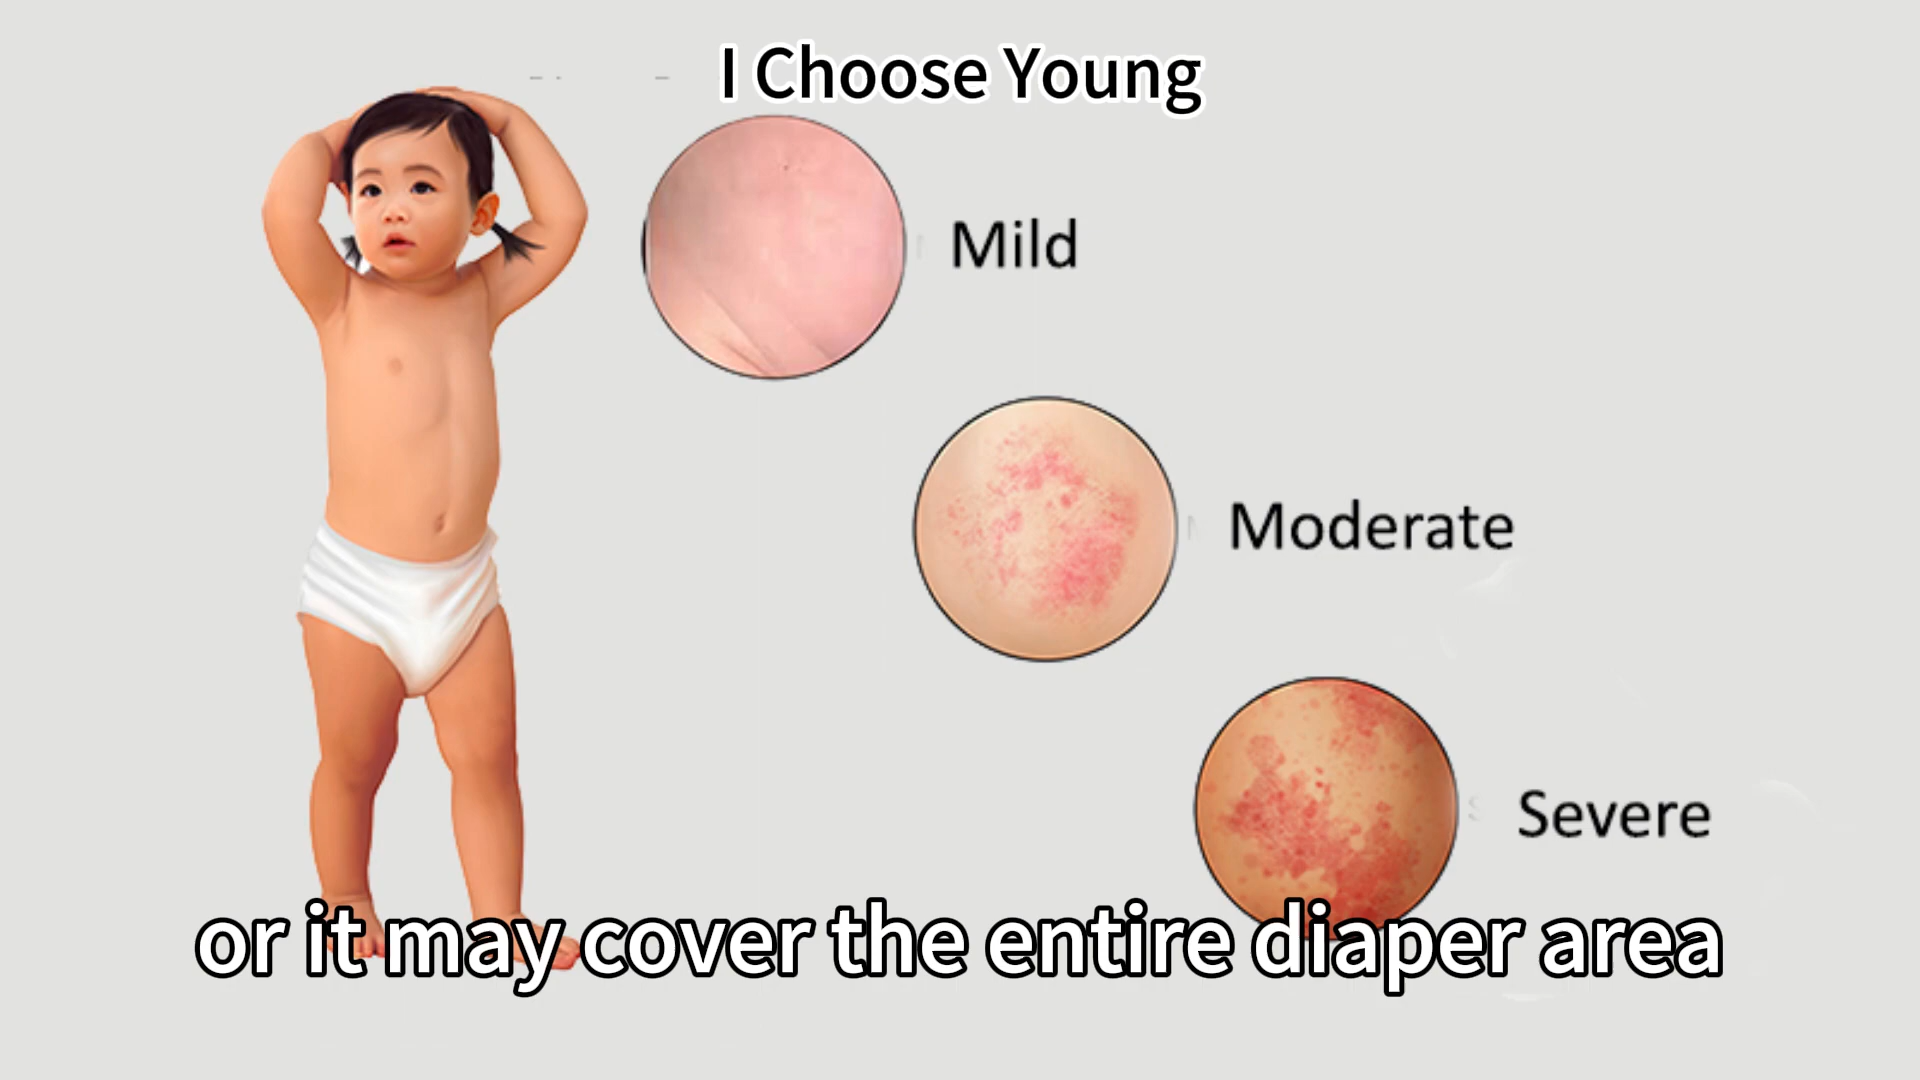 I Choose Young
Mild
Moderate
Severe
or it may cover the entire diaper area